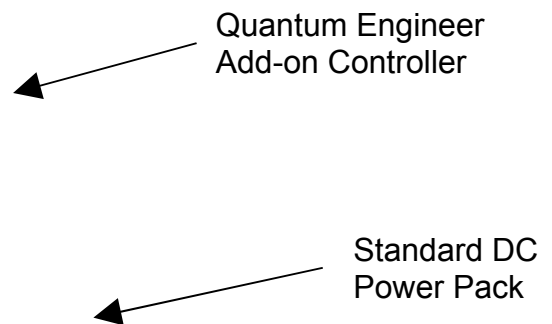 Quantum Engineer
Add-on Controller
Standard DC
Power Pack